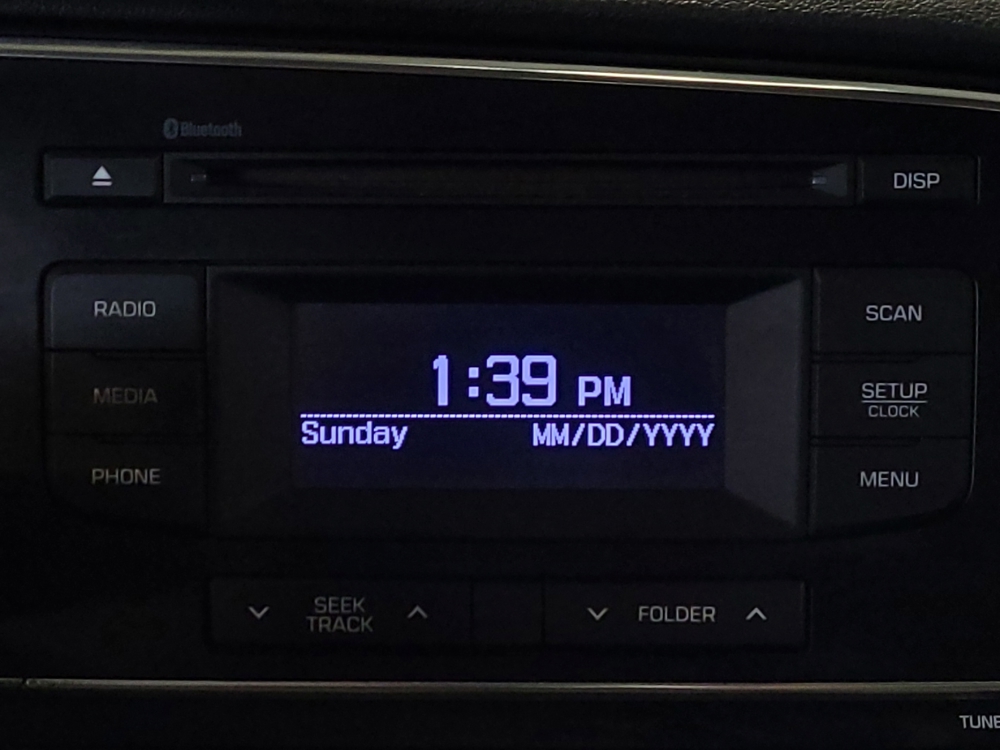 Bluetooth
DISP
RADIO
SCAN
1:39 PM
MEDIA
SETUP
CLOCK
Sunday MM/DD/YYYY
PHONE
MENU
SEEK
TRACK
FOLDER
TUNE